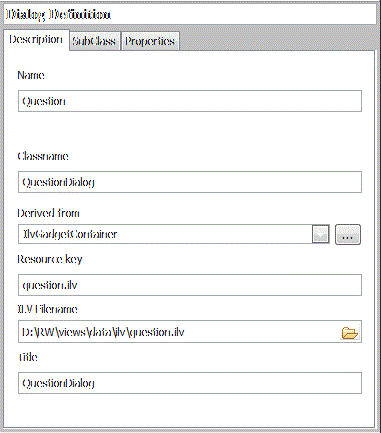 Dialog Definition
Description SubClass Properties
Name
Question
Classname
QuestionDialog
Derived from
IlvGadgetContainer ...
Resource key
question.ilv
ILV Filename
D:\RW\views\data\ilv\question.ilv
Title
QuestionDialog